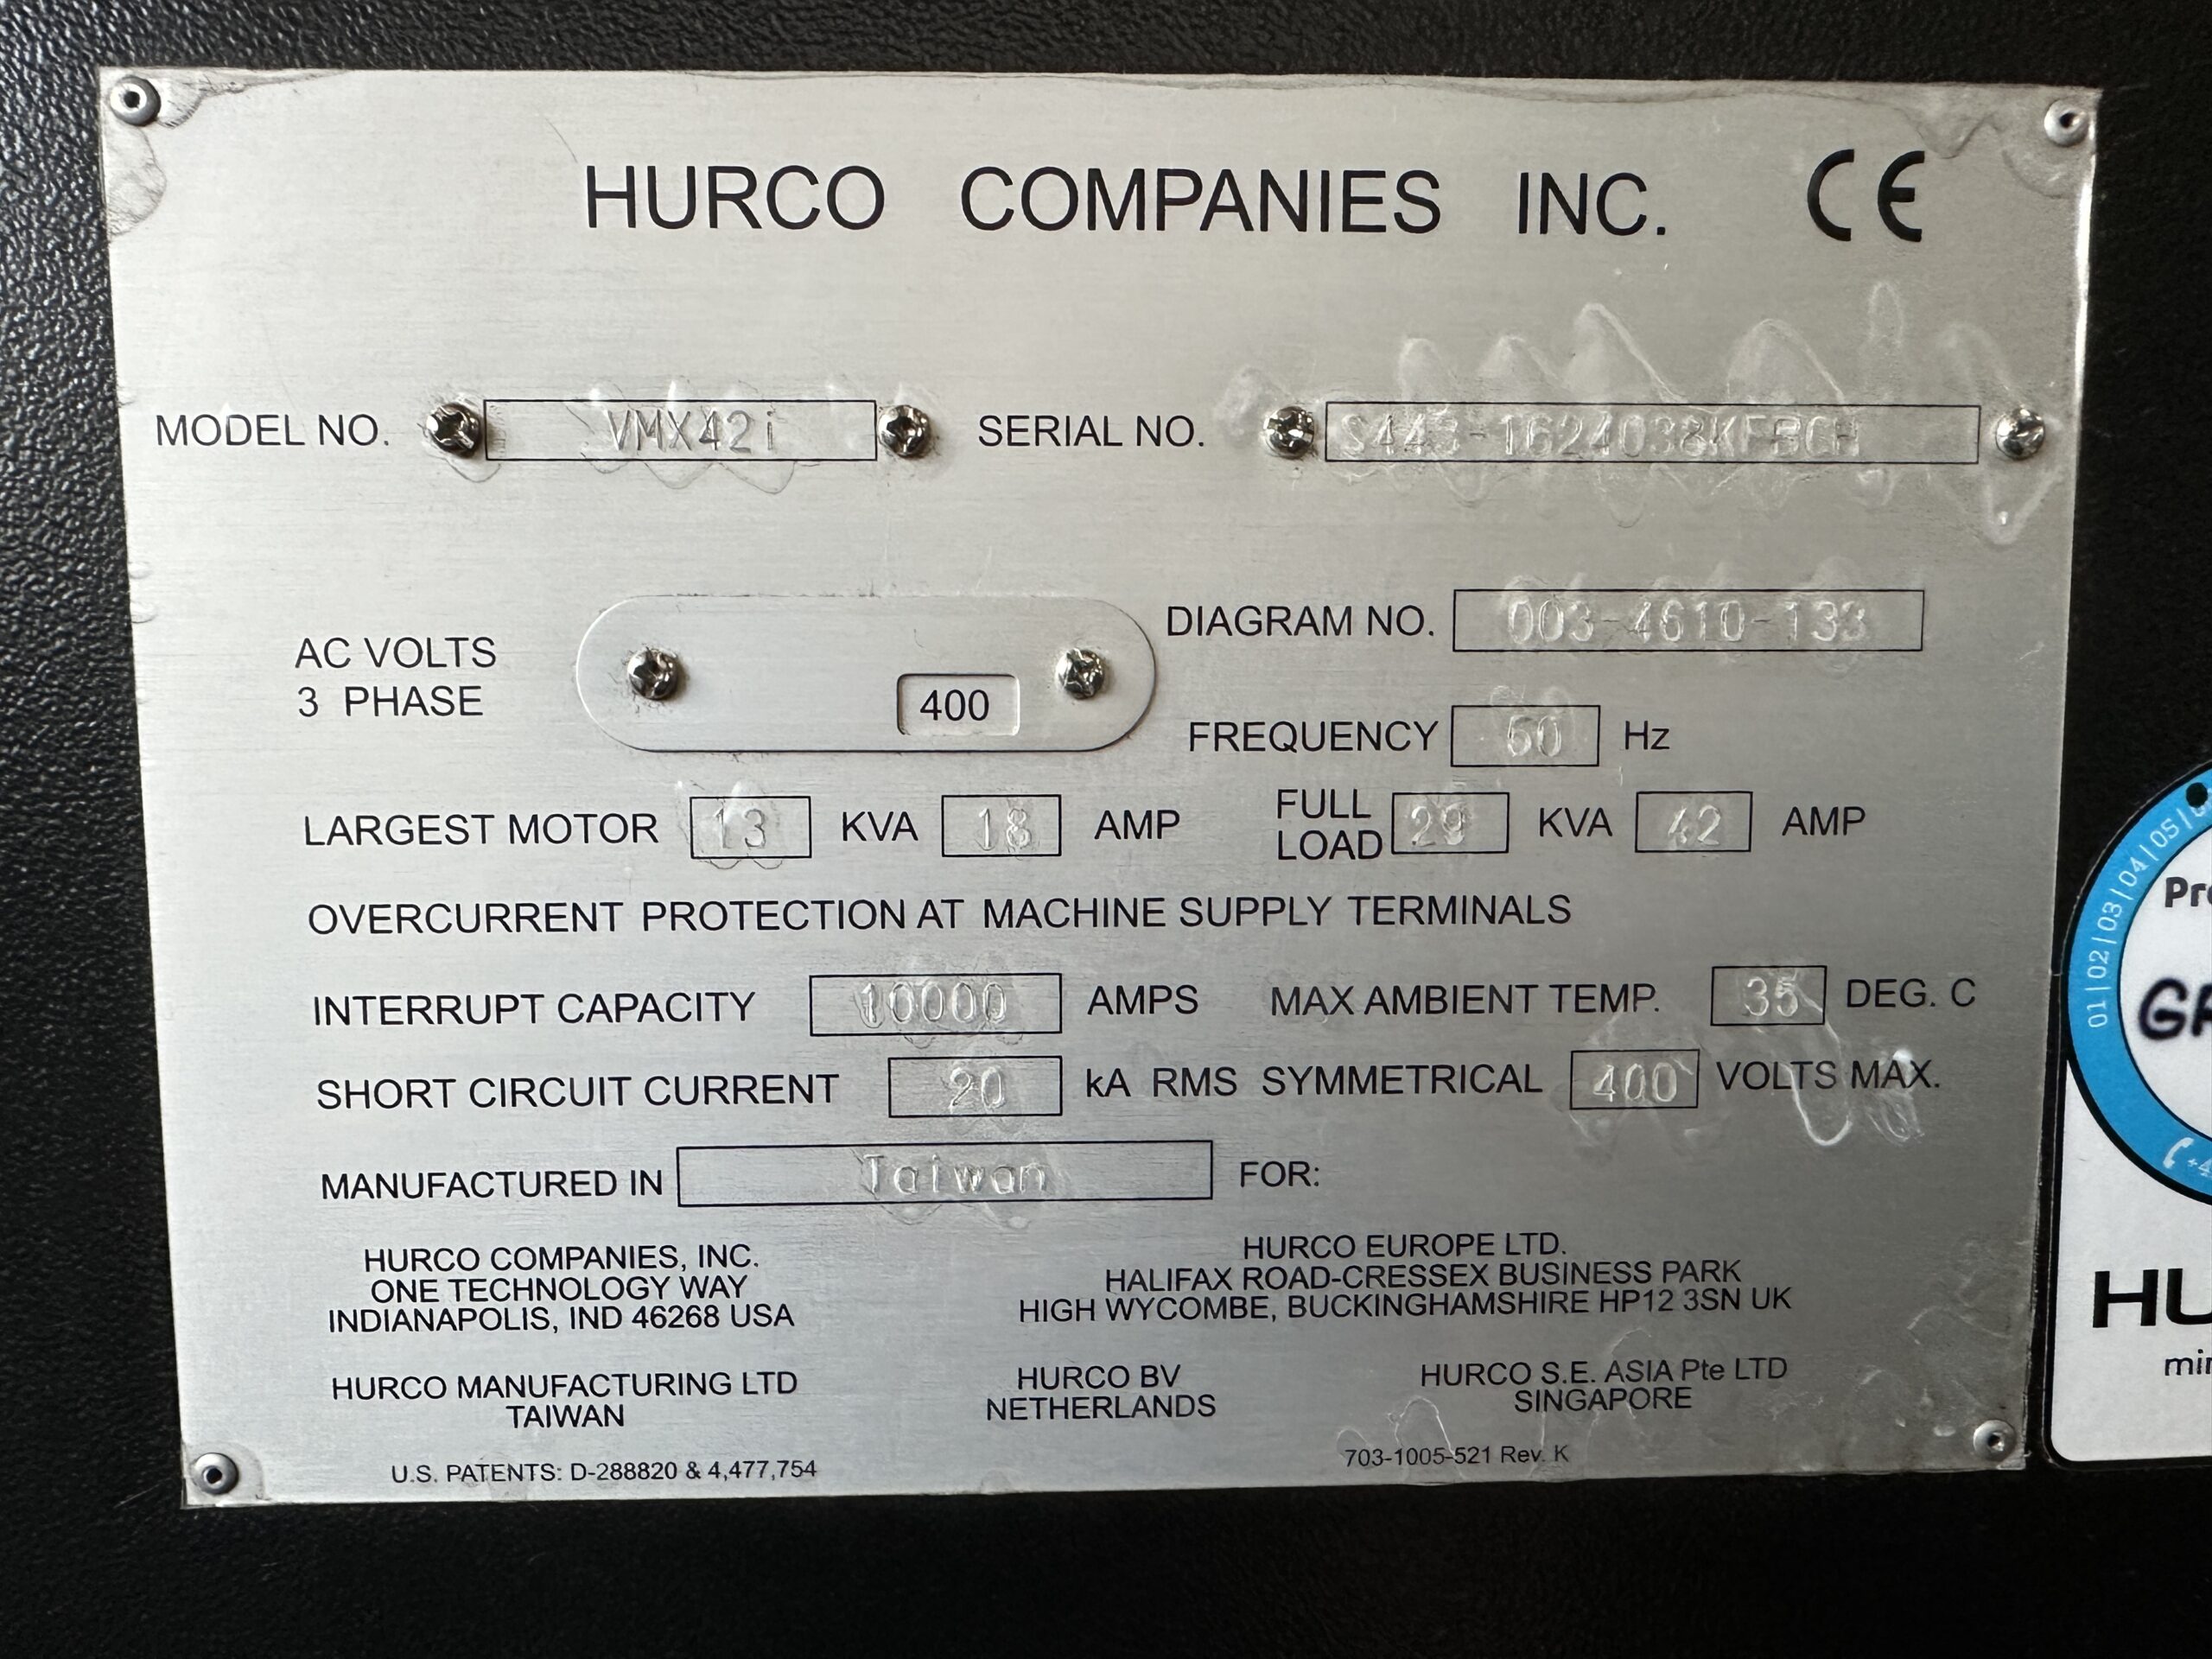 HURCO COMPANIES INC. CE
MODEL NO. VMX42i SERIAL NO. S443-1624038KFBCH
DIAGRAM NO. 003-4610-133
AC VOLTS
3 PHASE
400
FREQUENCY Hz
LARGEST MOTOR 13 KVA 18 AMP FULL LOAD 29 KVA 42 AMP
OVERCURRENT PROTECTION AT MACHINE SUPPLY TERMINALS
INTERRUPT CAPACITY 10000 AMPS MAX AMBIENT TEMP. 35 DEG. C
SHORT CIRCUIT CURRENT 20 kA RMS SYMMETRICAL 400 VOLTS MAX.
MANUFACTURED IN Taiwan FOR:
HURCO COMPANIES, INC.
ONE TECHNOLOGY WAY
INDIANAPOLIS, IND 46268 USA
HURCO EUROPE LTD.
HALIFAX ROAD-CRESSEX BUSINESS PARK
HIGH WYCOMBE, BUCKINGHAMSHIRE HP12 3SN UK
HURCO MANUFACTURING LTD
TAIWAN
HURCO BV
NETHERLANDS
HURCO S.E. ASIA Pte LTD
SINGAPORE
U.S. PATENTS: D-288820 & 4,477,754
703-1005-521 Rev. K
01|02|03|04|05|